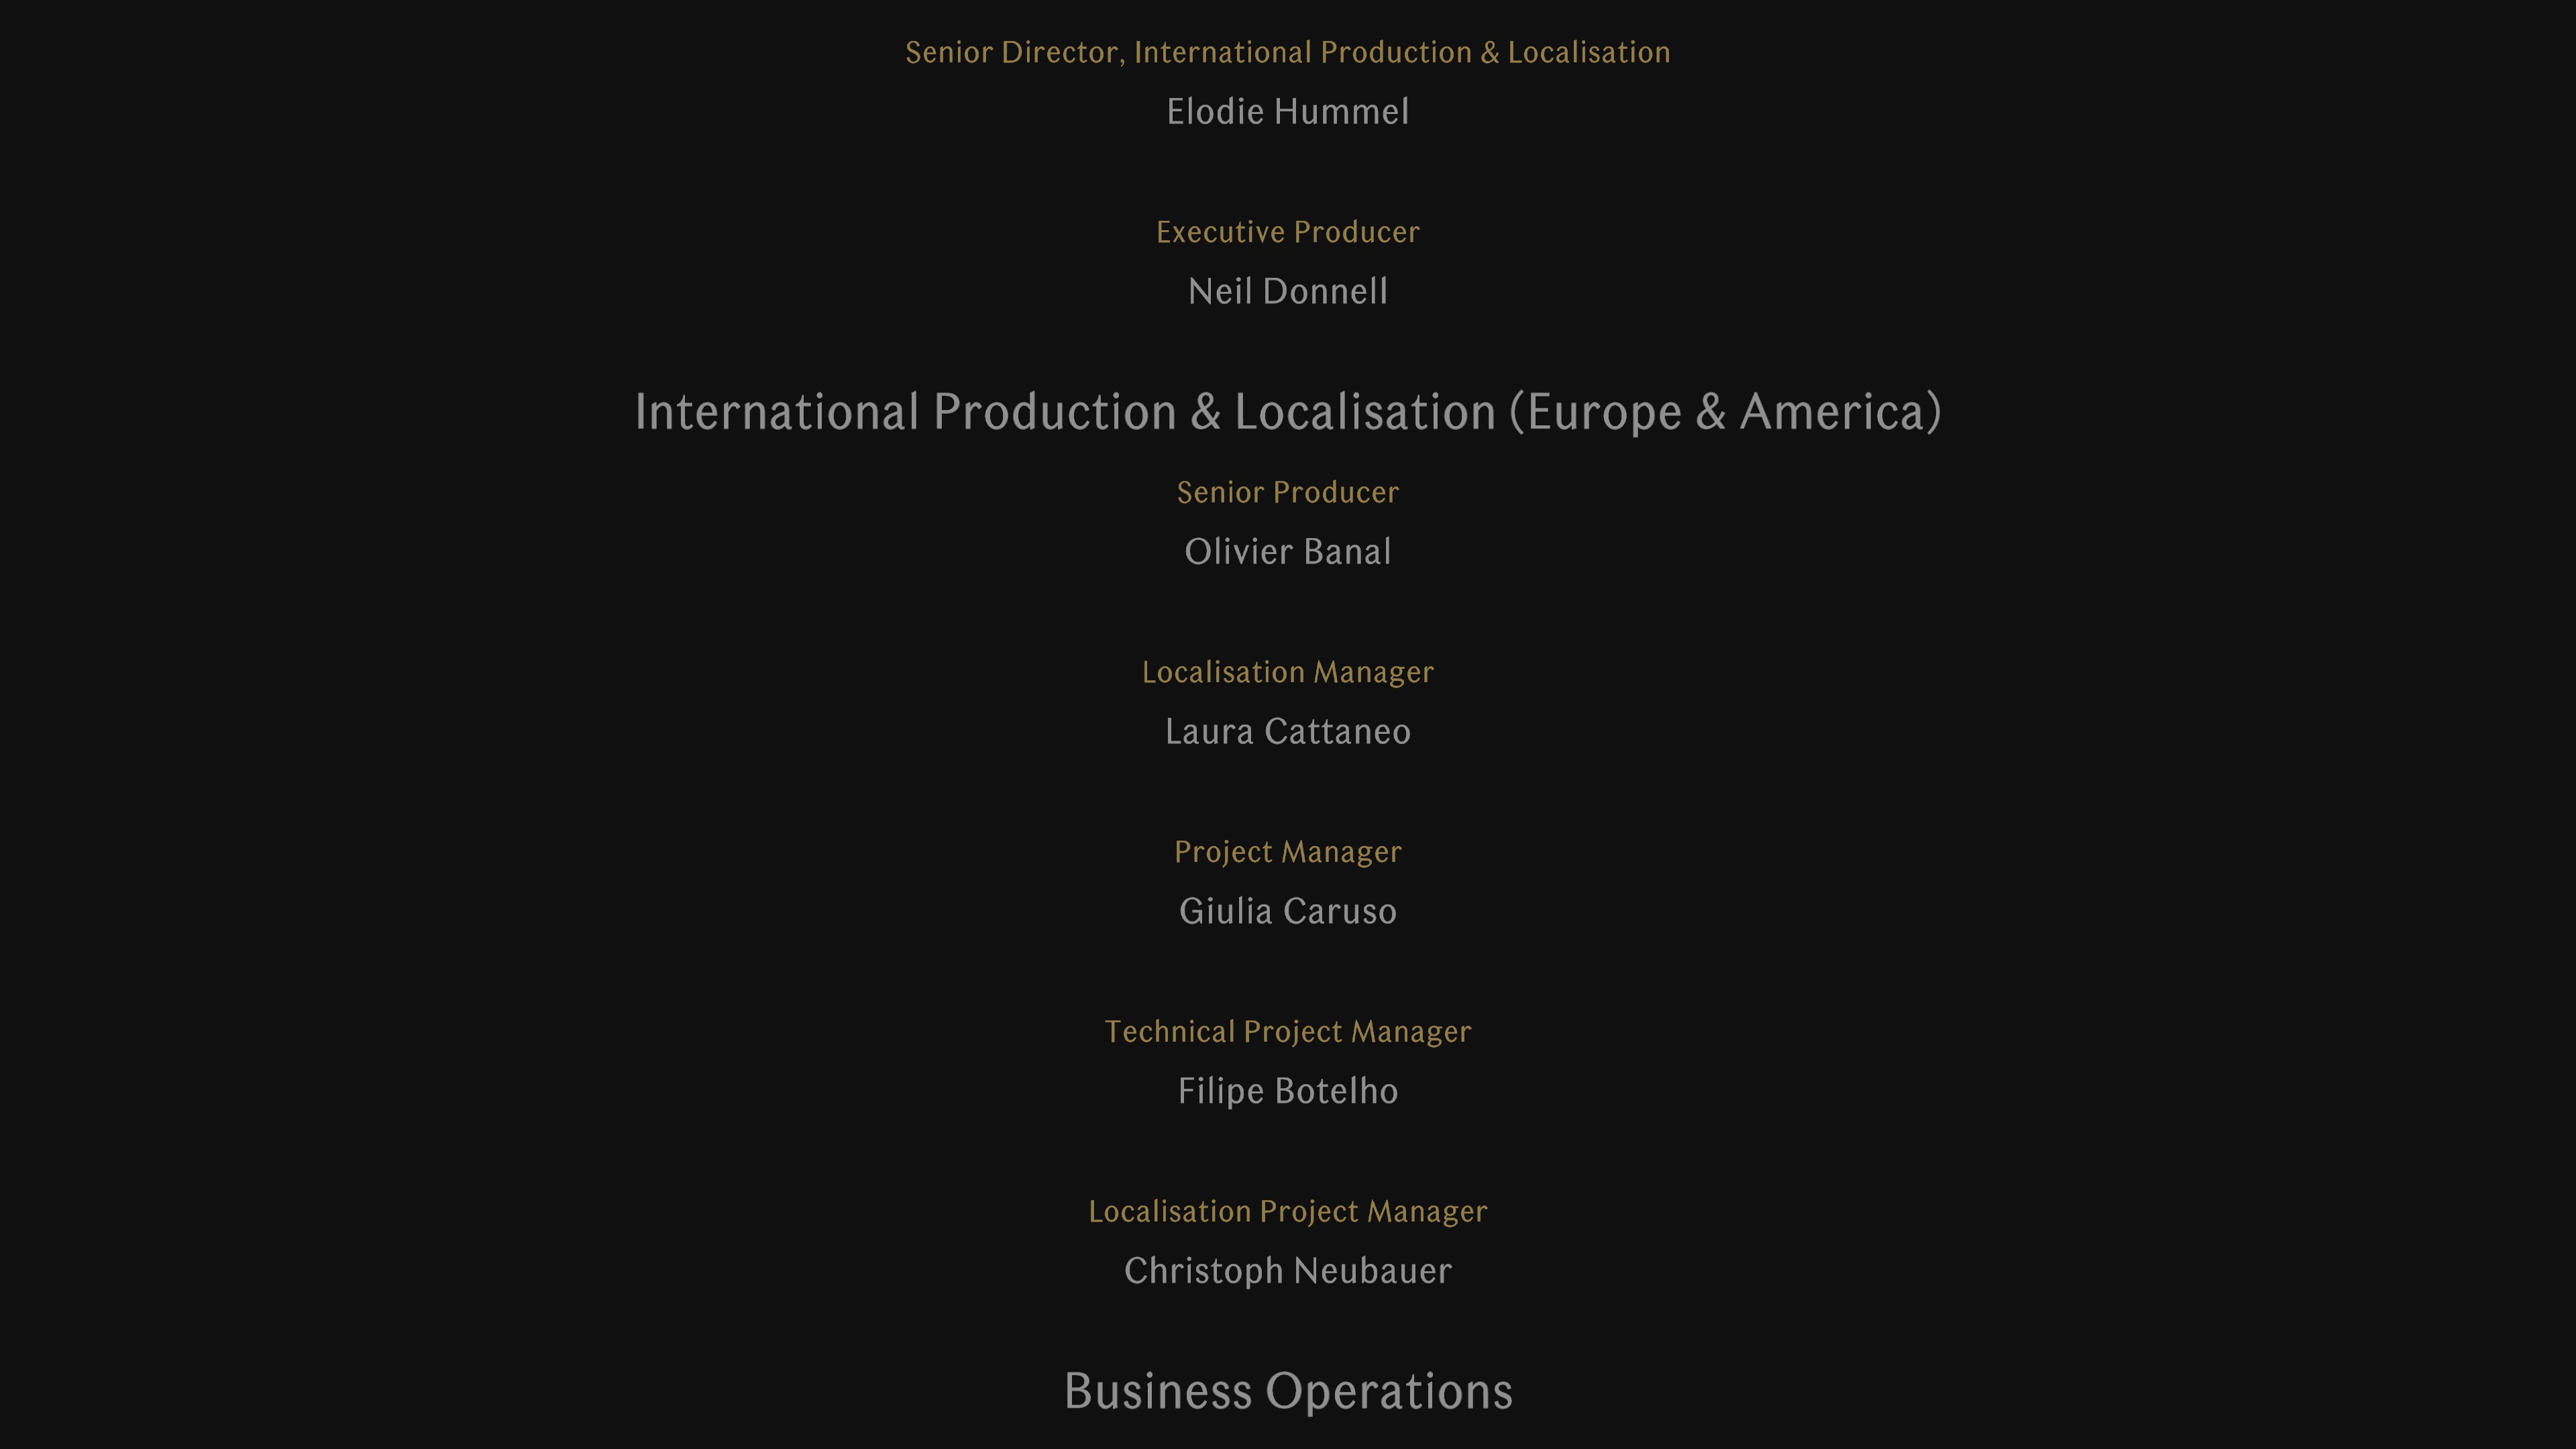 Senior Director, International Production & Localisation
Elodie Hummel
Executive Producer
Neil Donnell
International Production & Localisation (Europe & America)
Senior Producer
Olivier Banal
Localisation Manager
Laura Cattaneo
Project Manager
Giulia Caruso
Technical Project Manager
Filipe Botelho
Localisation Project Manager
Christoph Neubauer
Business Operations